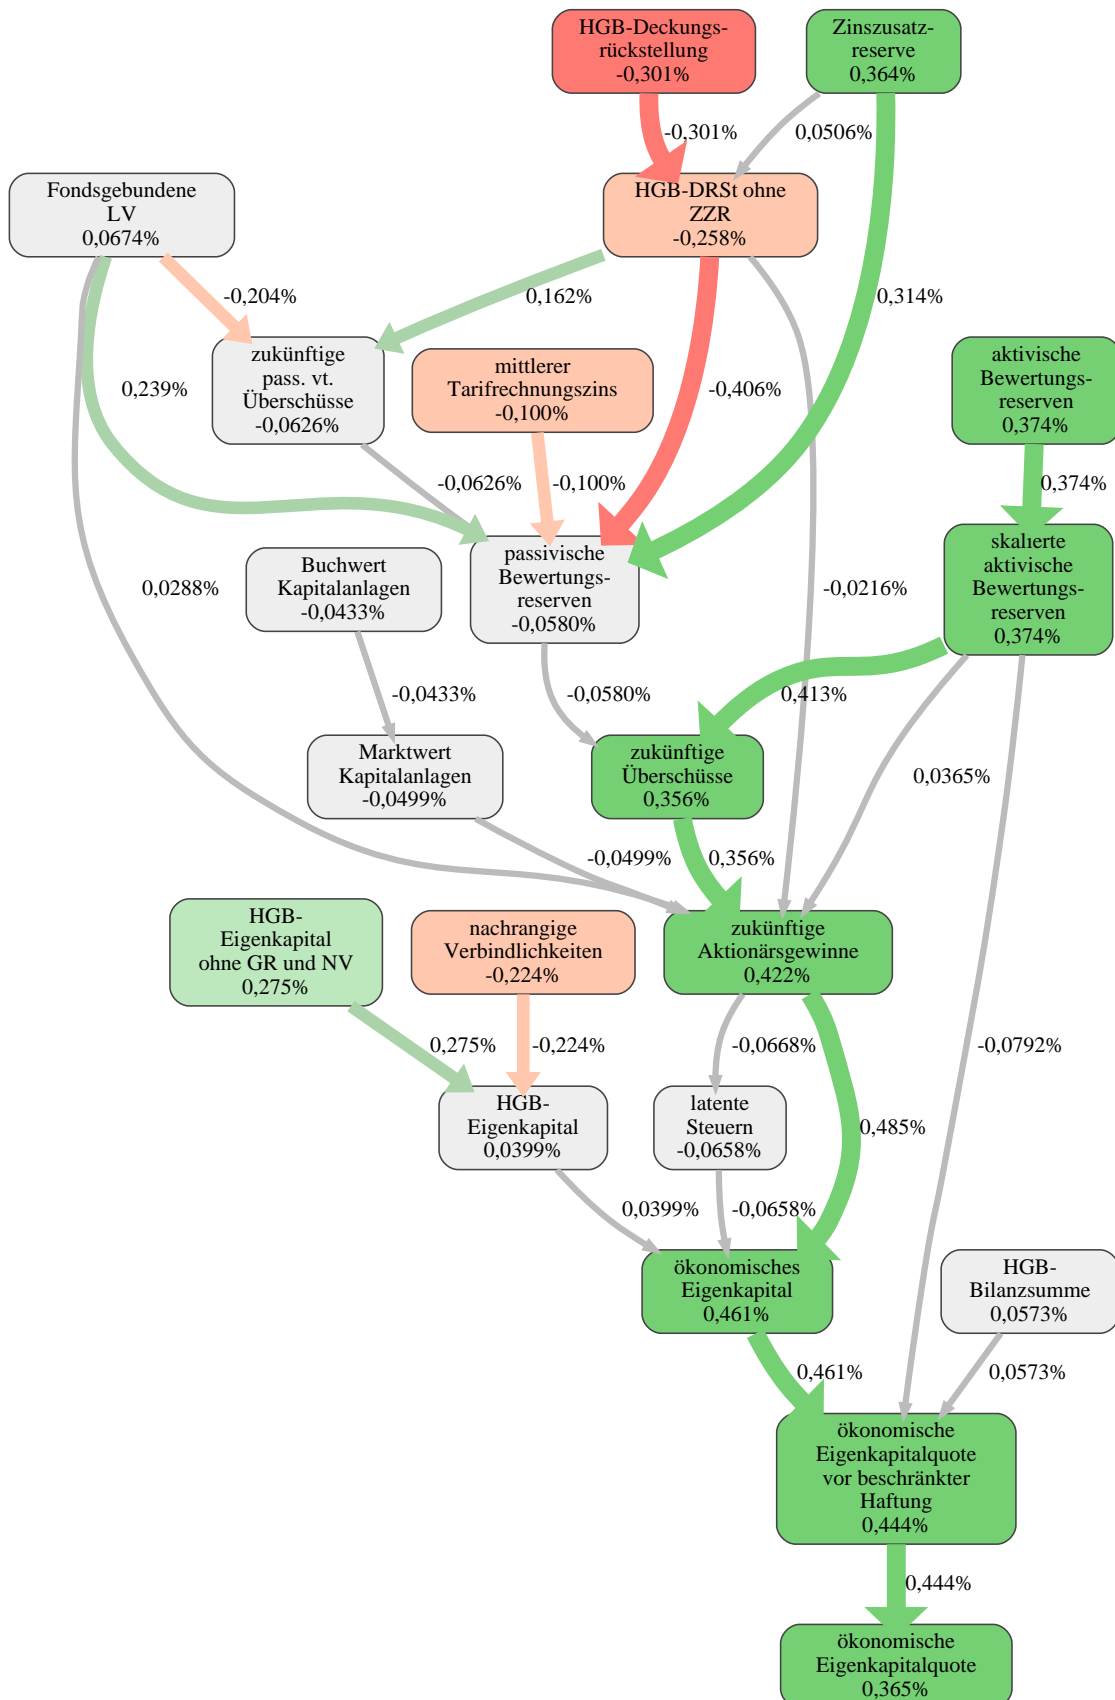 HGB-Deckungs-
rückstellung
-0,301%
Zinszusatz-
reserve
0,364%
-0,301%
0,0506%
Fondsgebundene
LV
0,0674%
HGB-DRSt ohne
ZZR
-0,258%
-0,204%
0,162%
0,314%
zukünftige
pass. vt.
Überschüsse
-0,0626%
mittlerer
Tarifrechnungszins
-0,100%
aktivische
Bewertungs-
reserven
0,374%
0,239%
-0,406%
-0,0626%
-0,100%
0,374%
passivische
Bewertungs-
reserven
-0,0580%
skalierte
aktivische
Bewertungs-
reserven
0,374%
Buchwert
Kapitalanlagen
-0,0433%
0,0288%
-0,0216%
-0,0433%
-0,0580%
0,413%
Marktwert
Kapitalanlagen
-0,0499%
zukünftige
Überschüsse
0,356%
0,0365%
-0,0499%
0,356%
HGB-
Eigenkapital
ohne GR und NV
0,275%
nachrangige
Verbindlichkeiten
-0,224%
zukünftige
Aktionärsgewinne
0,422%
0,275%
-0,224%
-0,0668%
-0,0792%
HGB-
Eigenkapital
0,0399%
latente
Steuern
-0,0658%
0,485%
0,0399%
-0,0658%
ökonomisches
Eigenkapital
0,461%
HGB-
Bilanzsumme
0,0573%
0,461%
0,0573%
ökonomische
Eigenkapitalquote
vor beschränkter
Haftung
0,444%
0,444%
ökonomische
Eigenkapitalquote
0,365%